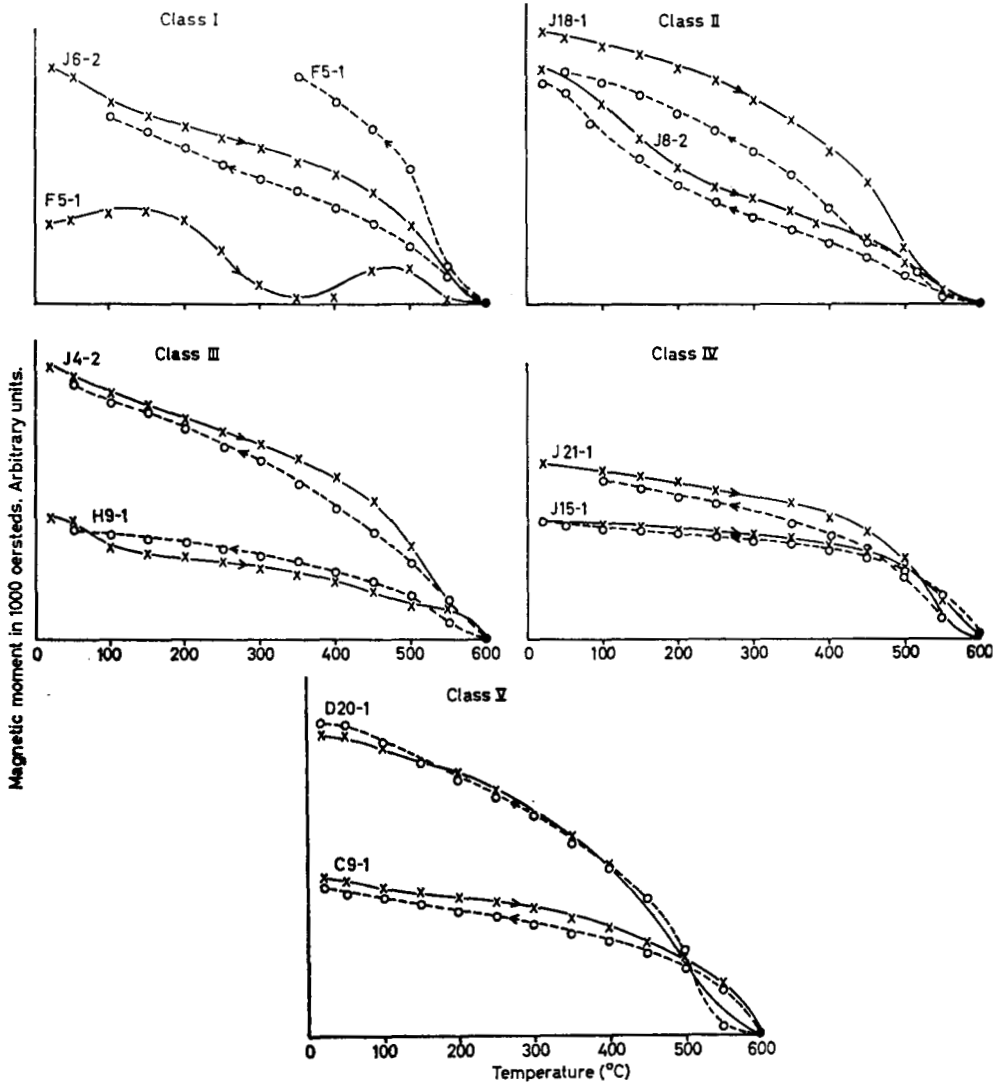 Class I
J6-2
F5-1
F5-1
Class II
J18-1
J8-2
Class III
J4-2
H9-1
0 100 200 300 400 500 600
Class IV
J21-1
J15-1
0 100 200 300 400 500 600
Magnetic moment in 1000 oersteds. Arbitrary units.
Class V
D20-1
C9-1
0 100 200 300 400 500 600
Temperature (°C)